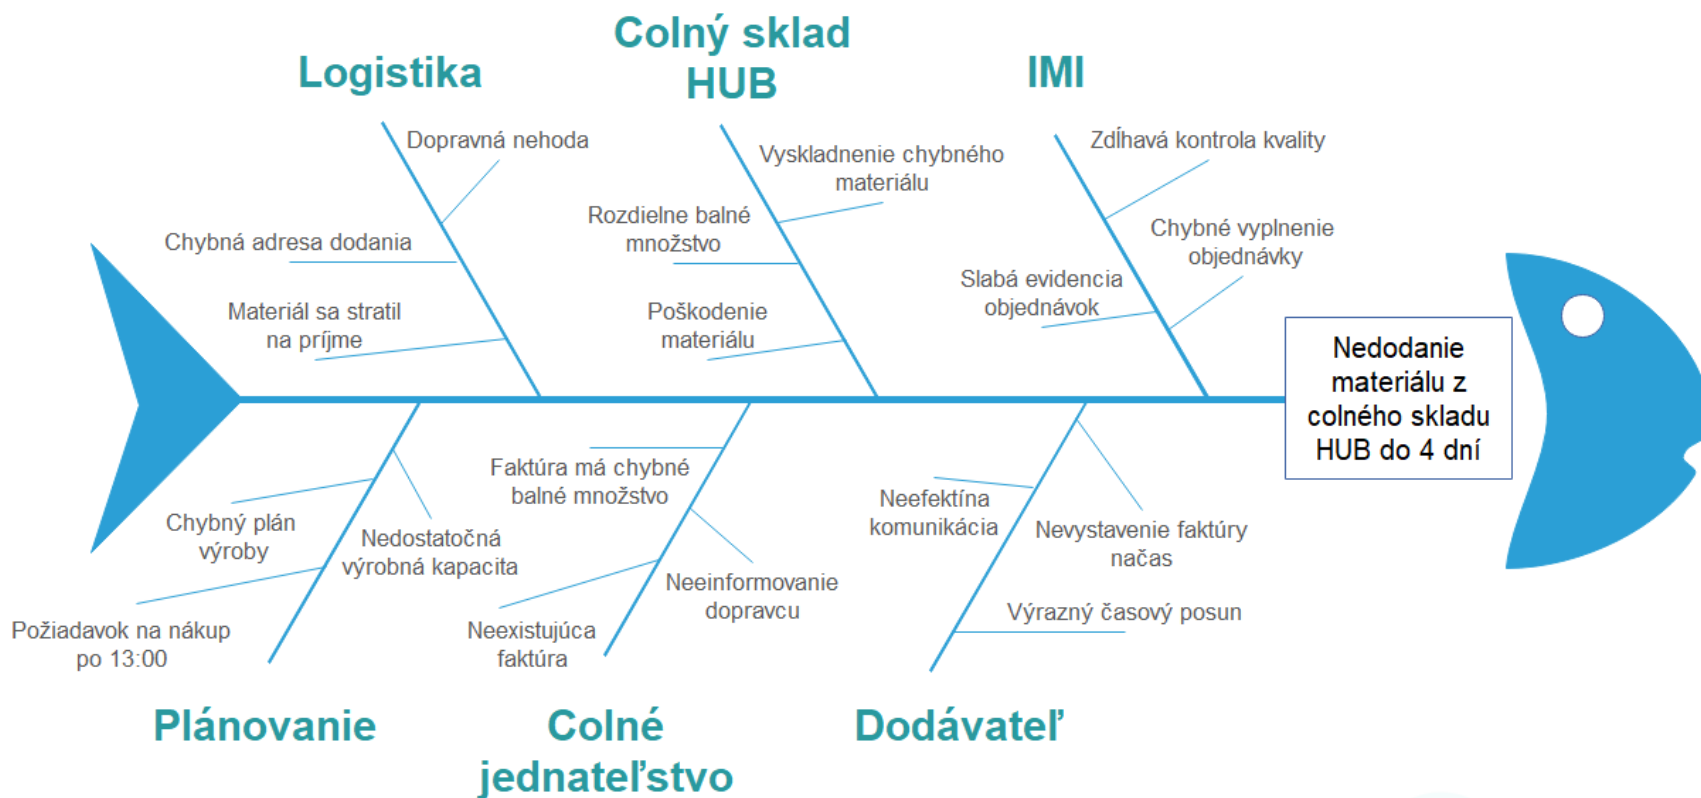 Logistika
Colný sklad
HUB
IMI
Dopravná nehoda
Chybná adresa dodania
Materiál sa stratil
na príjme
Vyskladnenie chybného
materiálu
Rozdielne balné
množstvo
Poškodenie
materiálu
Zdĺhavá kontrola kvality
Chybné vyplnenie
objednávky
Slabá evidencia
objednávok
Nedodanie
materiálu z
colného skladu
HUB do 4 dní
Chybný plán
výroby
Nedostatočná
výrobná kapacita
Požiadavok na nákup
po 13:00
Faktúra má chybné
balné množstvo
Neeinformovanie
dopravcu
Neexistujúca
faktúra
Neefektína
komunikácia
Nevystavenie faktúry
načas
Výrazný časový posun
Plánovanie
Colné
jednateľstvo
Dodávateľ